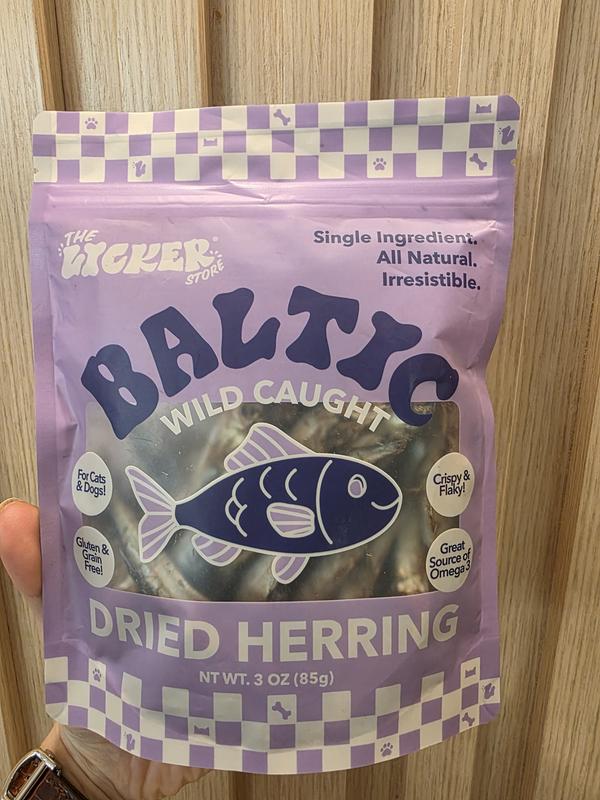 THE
LICKER®
STORE
Single Ingredient.
All Natural.
Irresistible.
BALTIC
WILD CAUGHT
For Cats
& Dogs!
Crispy &
Flaky!
Gluten &
Grain
Free!
Great
Source of
Omega 3
DRIED HERRING
NT WT. 3 OZ (85g)